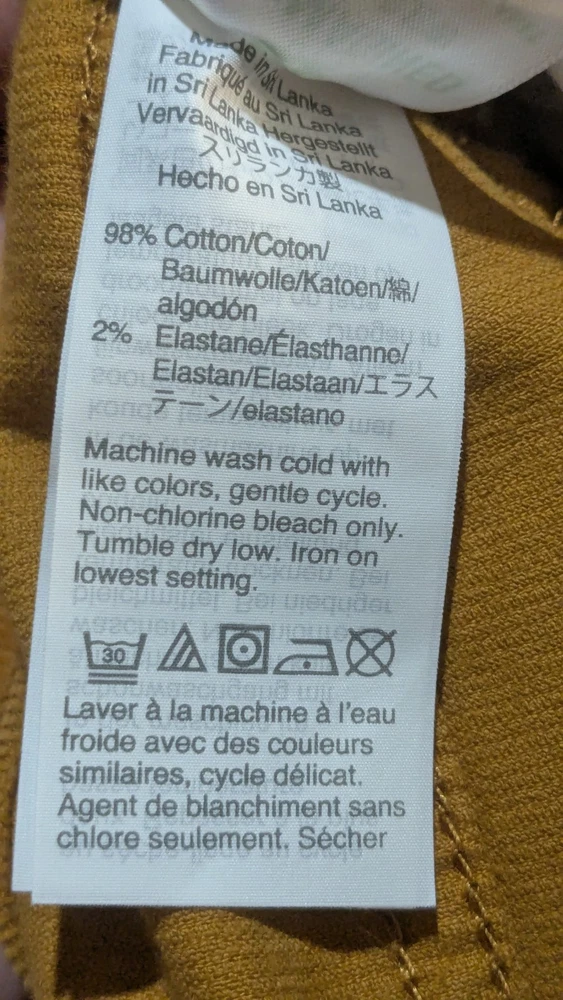 Made in Sri Lanka
Fabriqué au Sri Lanka
in Sri Lanka Hergestellt
Vervaardigd in Sri Lanka
スリランカ製
Hecho en Sri Lanka
98% Cotton/Coton/
Baumwolle/Katoen/綿/
algodón
2% Elastane/Élasthanne/
Elastan/Elastaan/エラス
テーン/elastano
Machine wash cold with
like colors, gentle cycle.
Non-chlorine bleach only.
Tumble dry low. Iron on
lowest setting.
30
Laver à la machine à l'eau
froide avec des couleurs
similaires, cycle délicat.
Agent de blanchiment sans
chlore seulement. Sécher